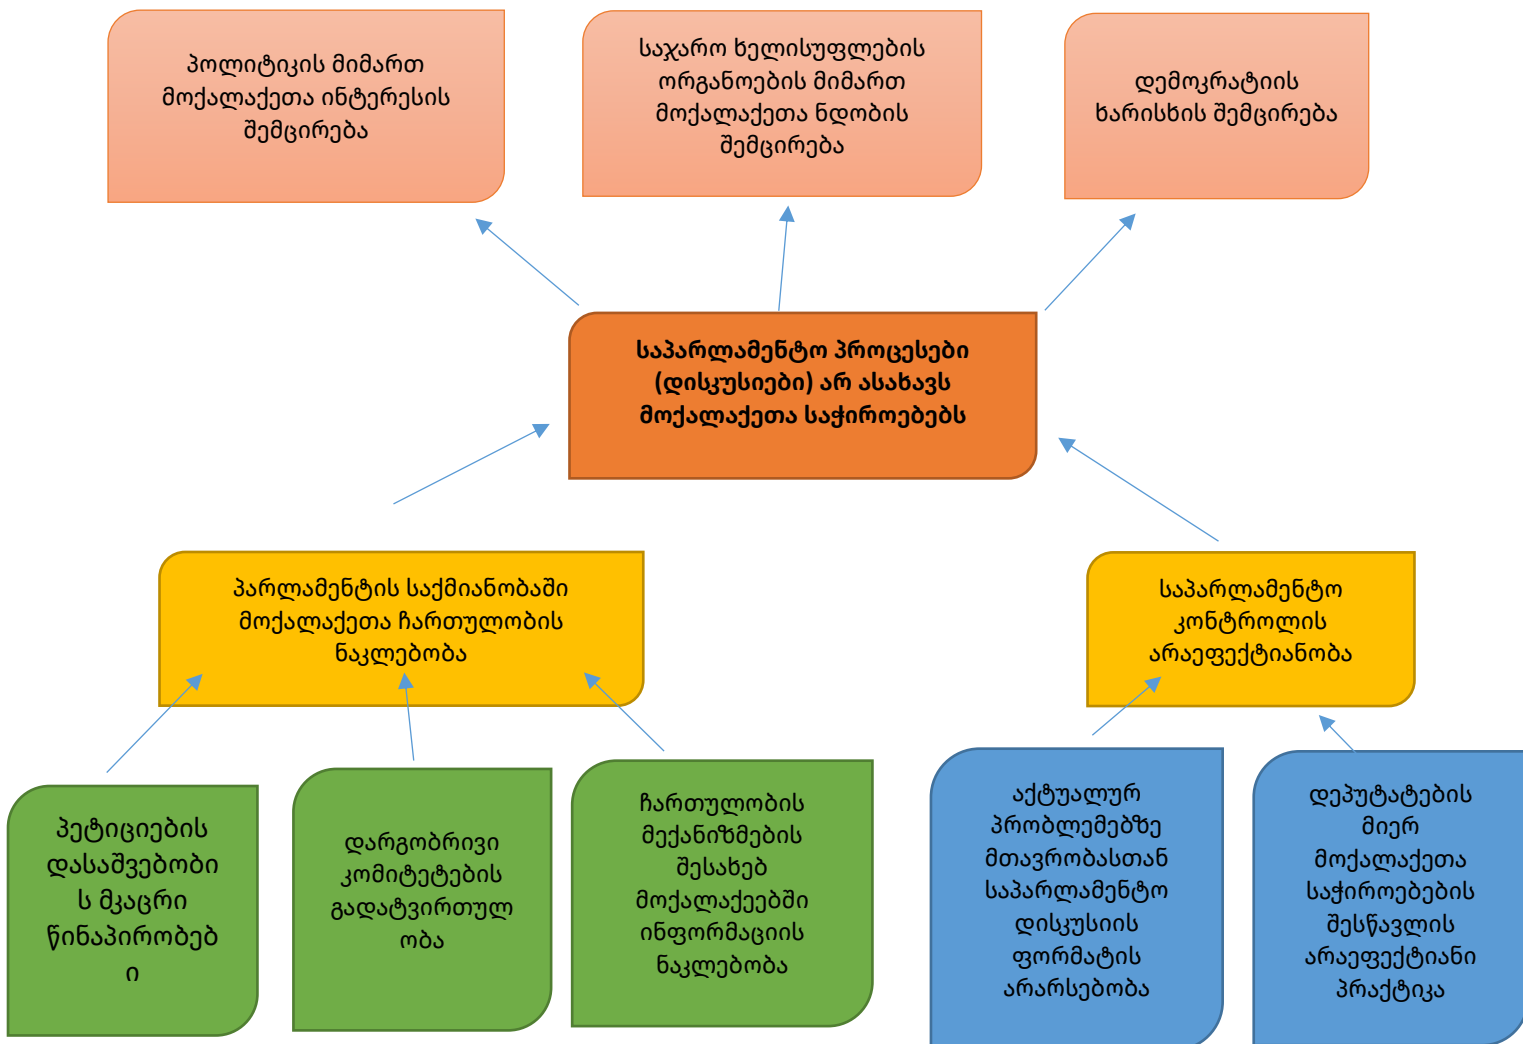 პოლიტიკის მიმართ
მოქალაქეთა ინტერესის
შემცირება
საჯარო ხელისუფლების
ორგანოების მიმართ
მოქალაქეთა ნდობის
შემცირება
დემოკრატიის
ხარისხის შემცირება
საპარლამენტო პროცესები
(დისკუსიები) არ ასახავს
მოქალაქეთა საჭიროებებს
პარლამენტის საქმიანობაში
მოქალაქეთა ჩართულობის
ნაკლებობა
საპარლამენტო
კონტროლის
არაეფექტიანობა
პეტიციების
დასაშვებობი
ს მკაცრი
წინაპირობებ
ი
დარგობრივი
კომიტეტების
გადატვირთულ
ობა
ჩართულობის
მექანიზმების
შესახებ
მოქალაქეებში
ინფორმაციის
ნაკლებობა
აქტუალურ
პრობლემებზე
მთავრობასთან
საპარლამენტო
დისკუსიის
ფორმატის
არარსებობა
დეპუტატების
მიერ
მოქალაქეთა
საჭიროებების
შესწავლის
არაეფექტიანი
პრაქტიკა